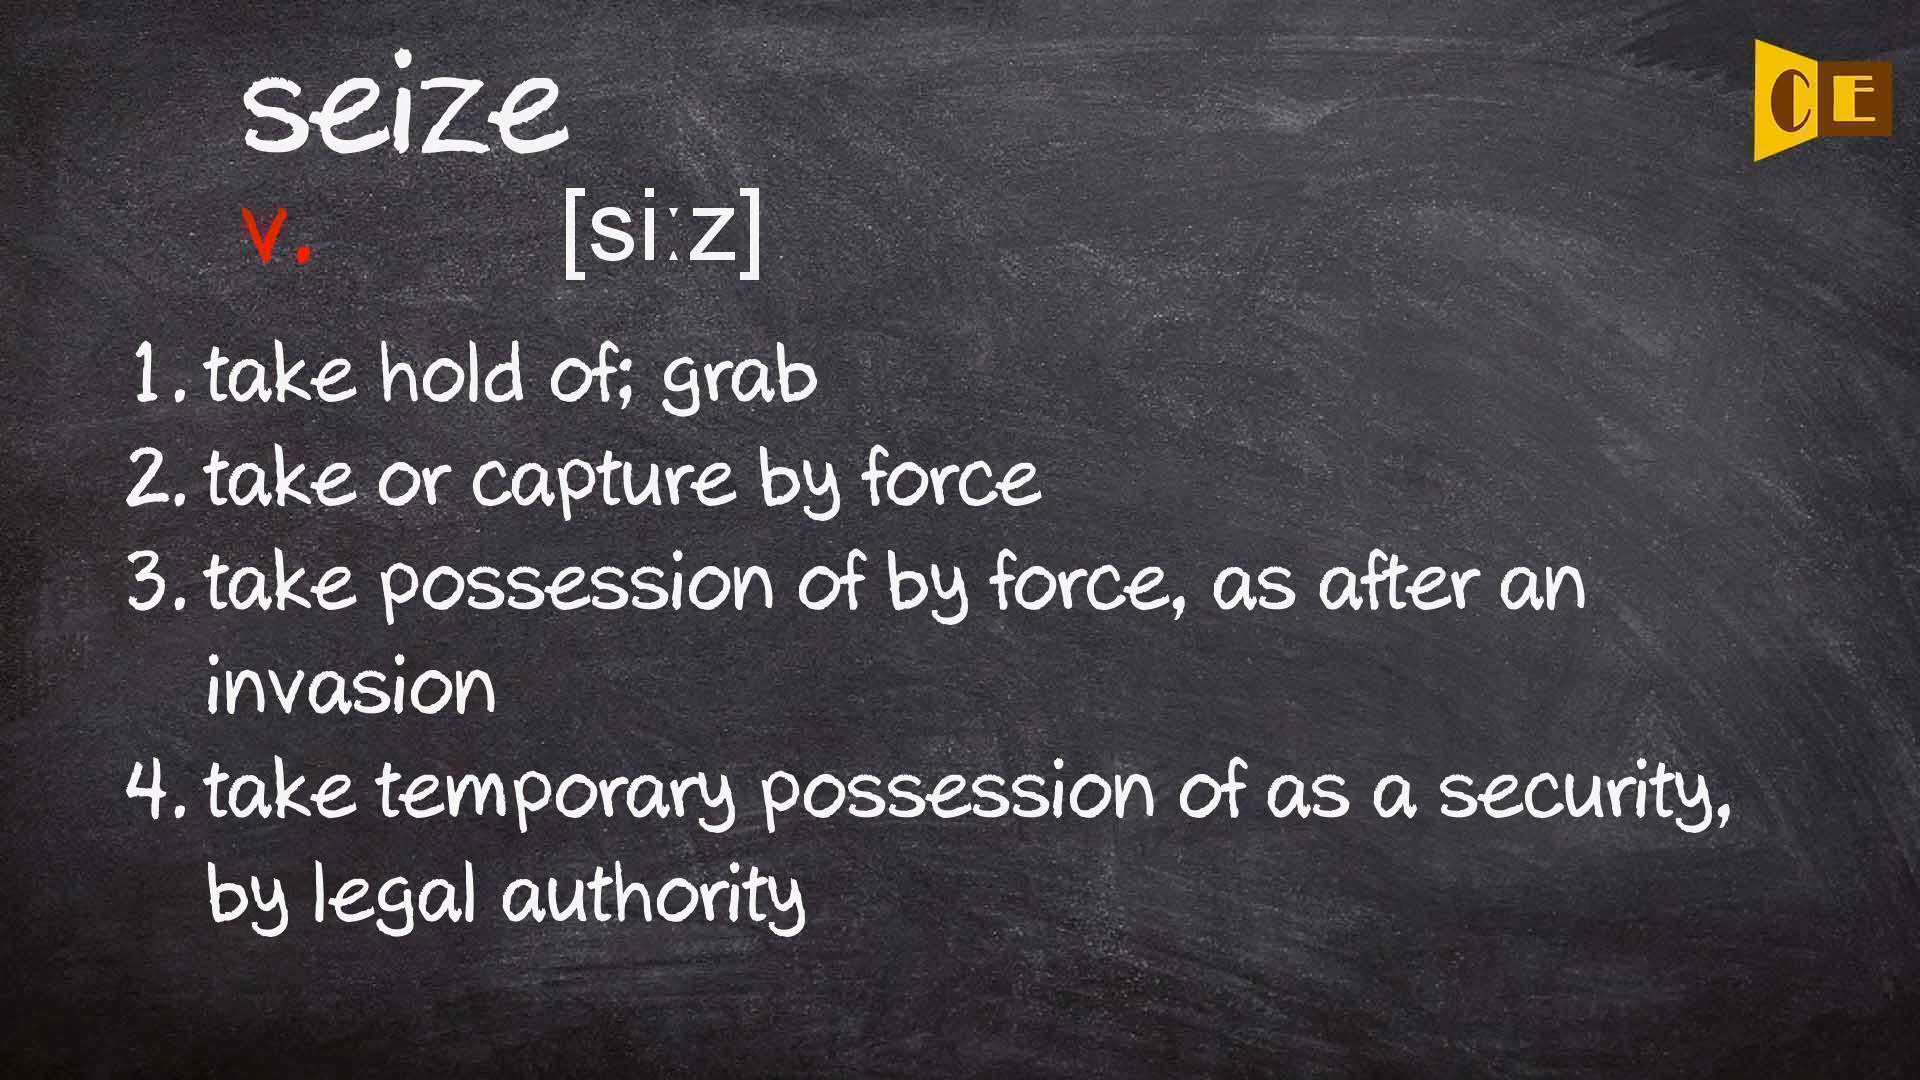 seize
CE
v. [siːz]
1. take hold of; grab
2. take or capture by force
3. take possession of by force, as after an
invasion
4. take temporary possession of as a security,
by legal authority